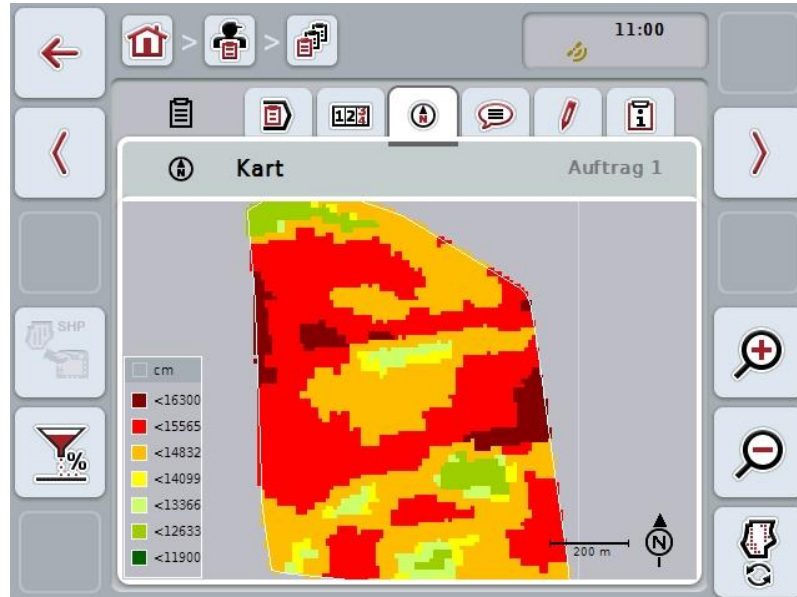 11:00
Kart
Auftrag 1
SHP
%
cm
<16300
<15565
<14832
<14099
<13366
<12633
<11900
200 m
N